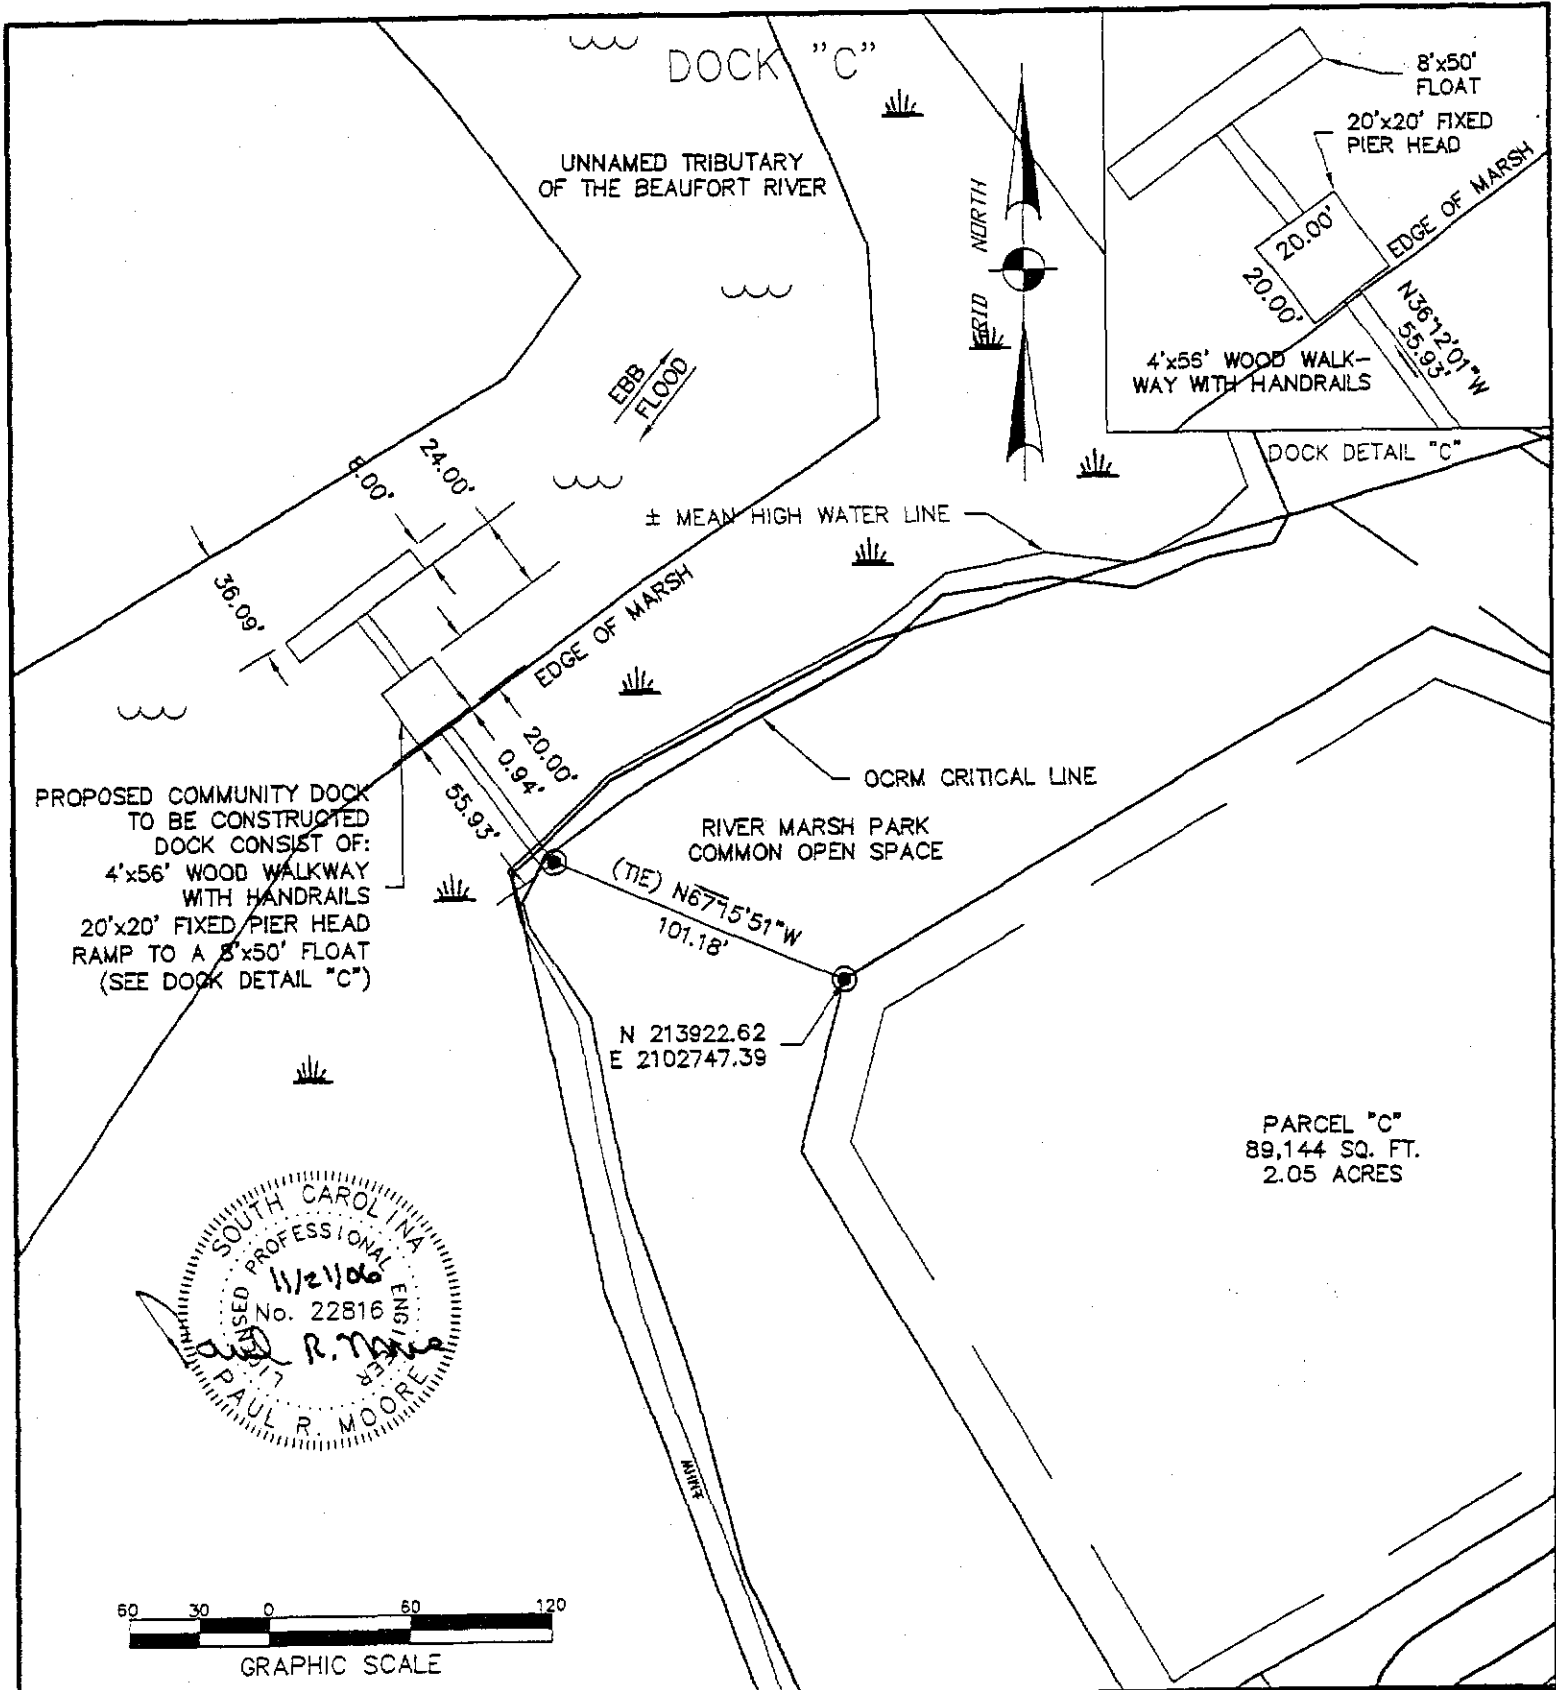 DOCK "C"
UNNAMED TRIBUTARY
OF THE BEAUFORT RIVER
NORTH
RID
8'x50'
FLOAT
20'x20' FIXED
PIER HEAD
EDGE OF MARSH
20.00'
20.00'
N36°12'01"W
55.93'
4'x56' WOOD WALK-
WAY WITH HANDRAILS
DOCK DETAIL "C"
EBB
FLOOD
8.00'
24.00'
36.09'
± MEAN HIGH WATER LINE
EDGE OF MARSH
20.00'
0.94'
55.93'
OCRM CRITICAL LINE
PROPOSED COMMUNITY DOCK
TO BE CONSTRUCTED
DOCK CONSIST OF:
4'x56' WOOD WALKWAY
WITH HANDRAILS
20'x20' FIXED PIER HEAD
RAMP TO A 8'x50' FLOAT
(SEE DOCK DETAIL "C")
RIVER MARSH PARK
COMMON OPEN SPACE
(TIE) N67°15'51"W
101.18'
N 213922.62
E 2102747.39
PARCEL "C"
89,144 SQ. FT.
2.05 ACRES
SOUTH CAROLINA
LICENSED PROFESSIONAL ENGINEER
11/21/06
No. 22816
Paul R. Moore
PAUL R. MOORE
60 30 0 60 120
GRAPHIC SCALE